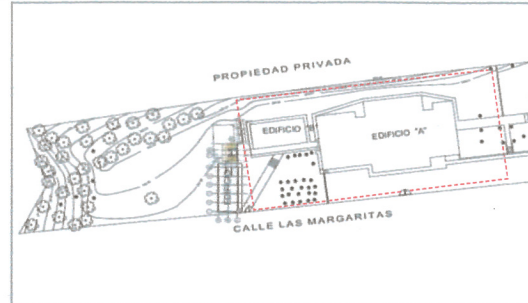 PROPIEDAD PRIVADA
EDIFICIO
EDIFICIO "A"
CALLE LAS MARGARITAS